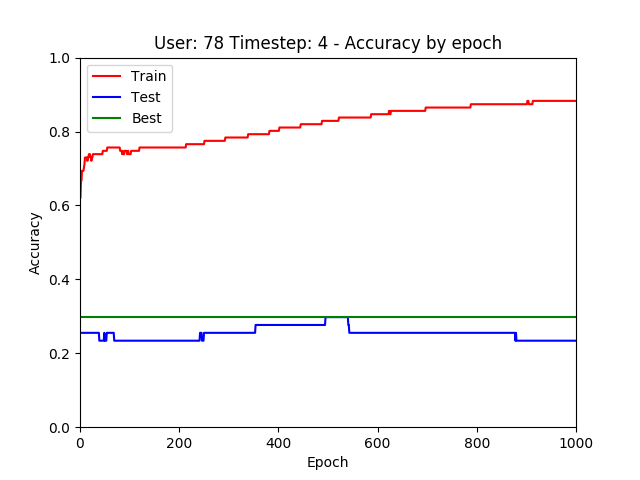 User: 78 Timestep: 4 - Accuracy by epoch
Train
Test
Best
1.0
0.8
0.6
0.4
0.2
0.0
Accuracy
0 200 400 600 800 1000
Epoch